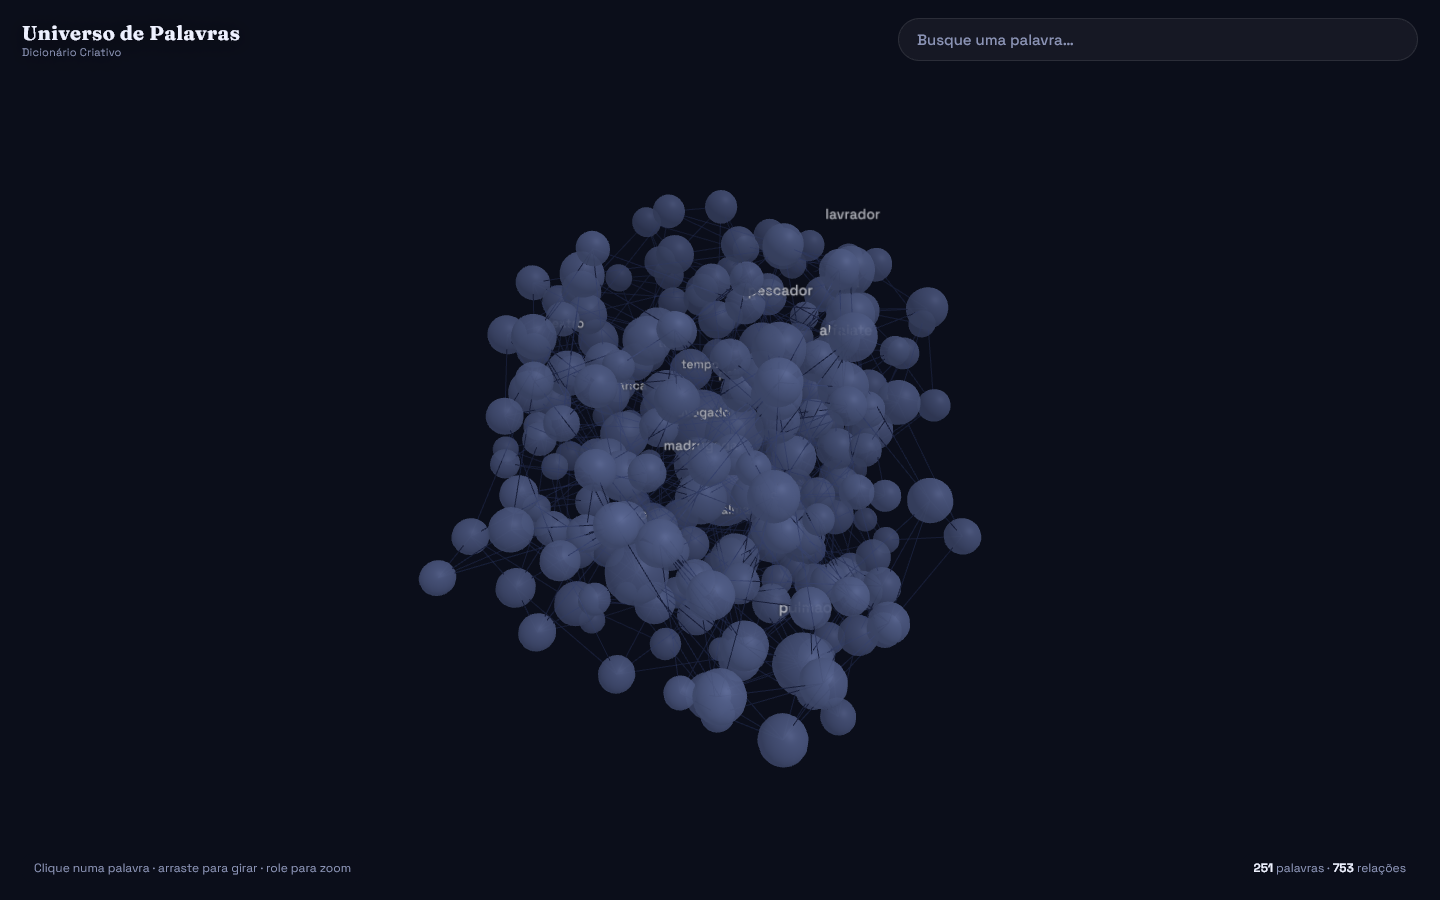 Universo de Palavras
Dicionário Criativo
Busque uma palavra...
lavrador
pescador
tempo
Clique numa palavra · arraste para girar · role para zoom
251 palavras · 753 relações